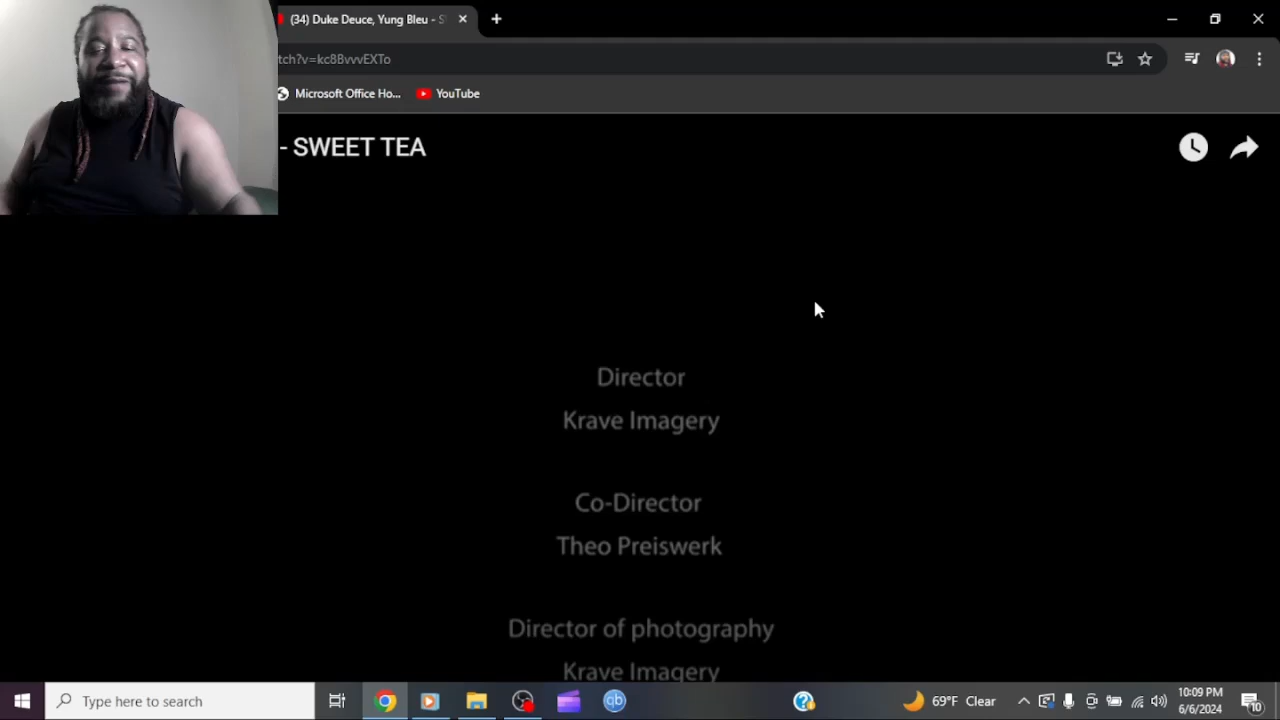 (34) Duke Deuce, Yung Bleu - S
tch?v=kc8BvvvEXTo
Microsoft Office Ho...
YouTube
- SWEET TEA
Director
Krave Imagery
Co-Director
Theo Preiswerk
Director of photography
Krave Imagery
Type here to search
qb
69°F Clear
10:09 PM
6/6/2024
10